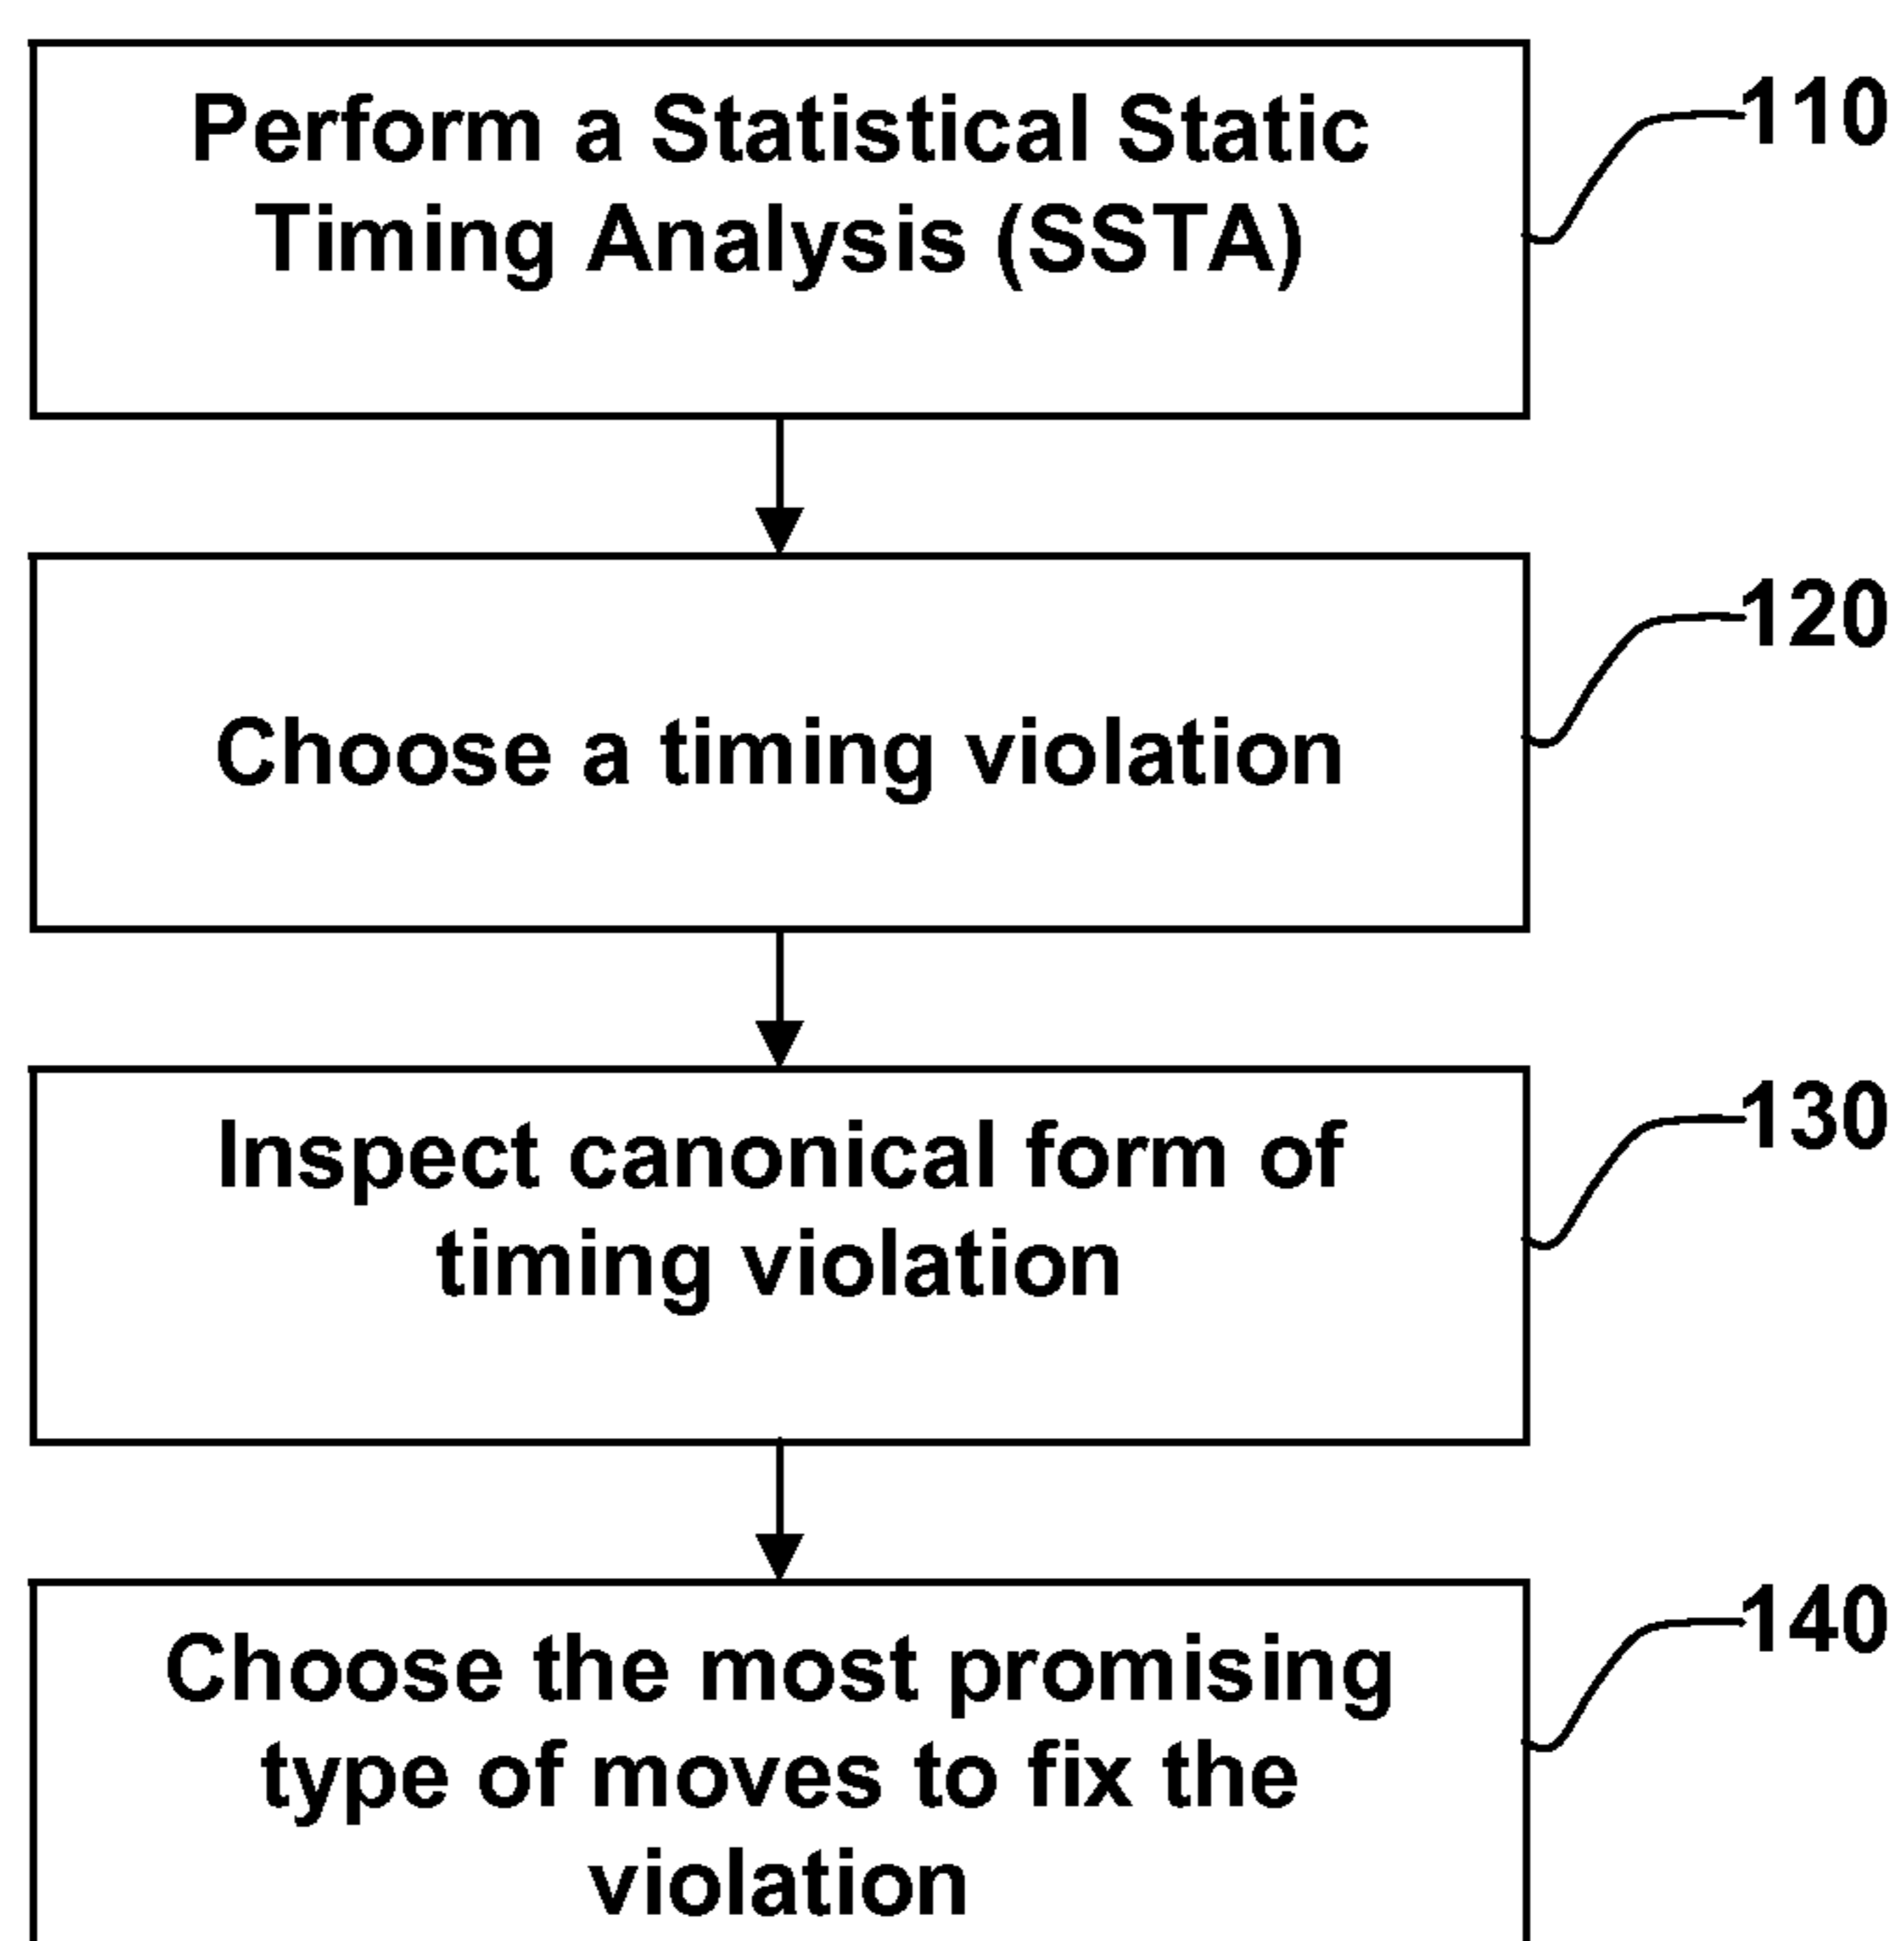 Perform a Statistical Static
Timing Analysis (SSTA)
110
Choose a timing violation
120
Inspect canonical form of
timing violation
130
Choose the most promising
type of moves to fix the
violation
140